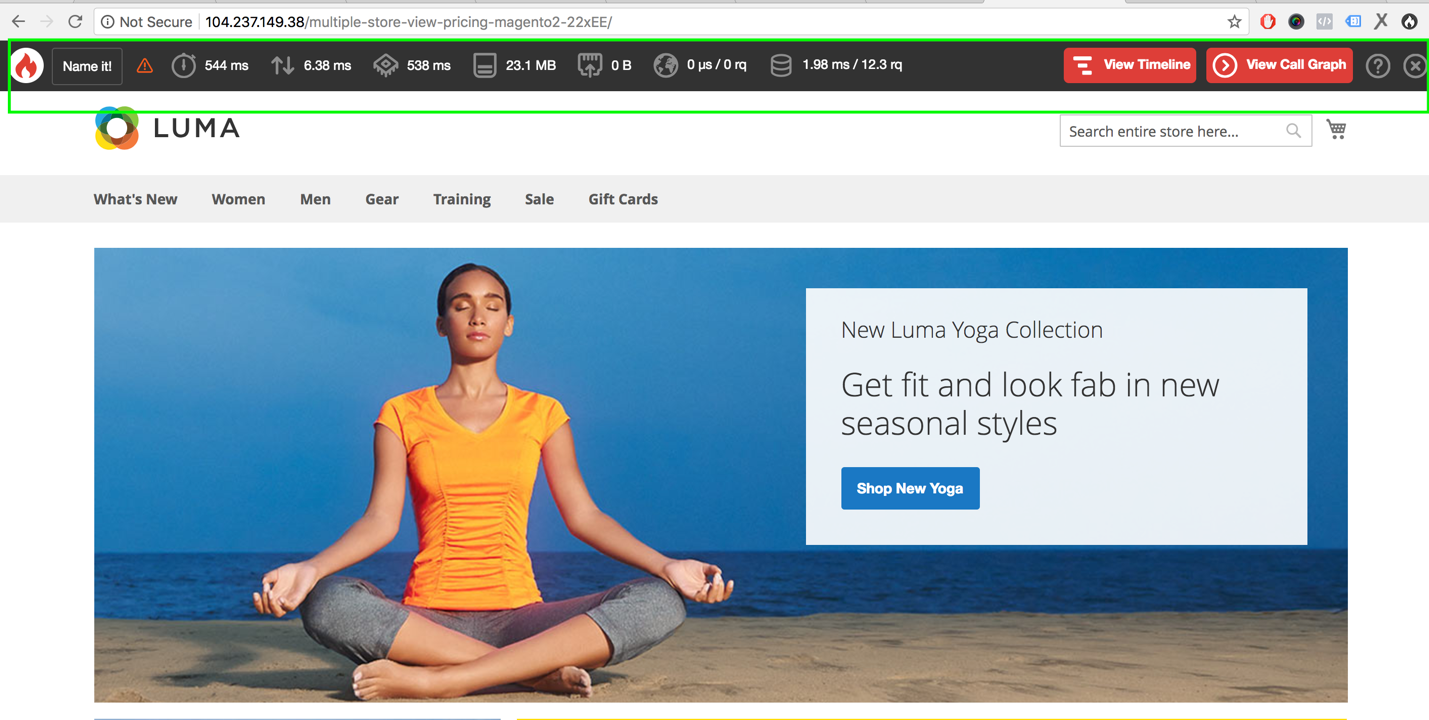 Not Secure 104.237.149.38/multiple-store-view-pricing-magento2-22xEE/
Name it! 544 ms 6.38 ms 538 ms 23.1 MB 0 B 0 µs / 0 rq 1.98 ms / 12.3 rq View Timeline View Call Graph
LUMA
Search entire store here...
What's New Women Men Gear Training Sale Gift Cards
New Luma Yoga Collection
Get fit and look fab in new
seasonal styles
Shop New Yoga